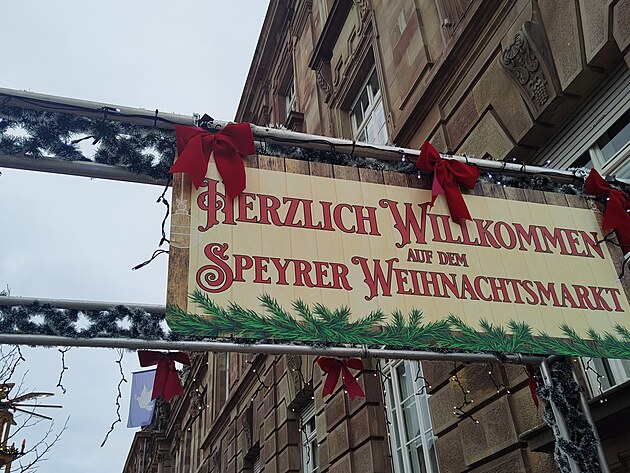 Herzlich Willkommen
auf dem
Speyrer Weihnachtsmarkt